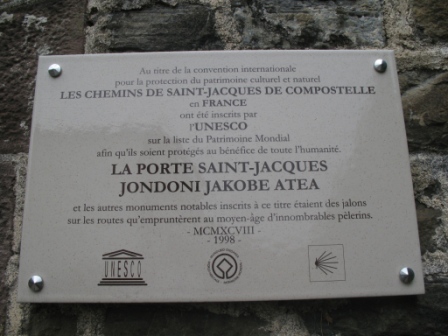 Au titre de la convention internationale
pour la protection du patrimoine culturel et naturel
LES CHEMINS DE SAINT-JACQUES DE COMPOSTELLE
en FRANCE
ont été inscrits par
l'UNESCO
sur la liste du Patrimoine Mondial
afin qu'ils soient protégés au bénéfice de toute l'humanité.
LA PORTE SAINT-JACQUES
JONDONI JAKOBE ATEA
et les autres monuments notables inscrits à ce titre étaient des jalons
sur les routes qu'empruntèrent au moyen-âge d'innombrables pèlerins.
- MCMXCVIII -
- 1998 -
UNESCO